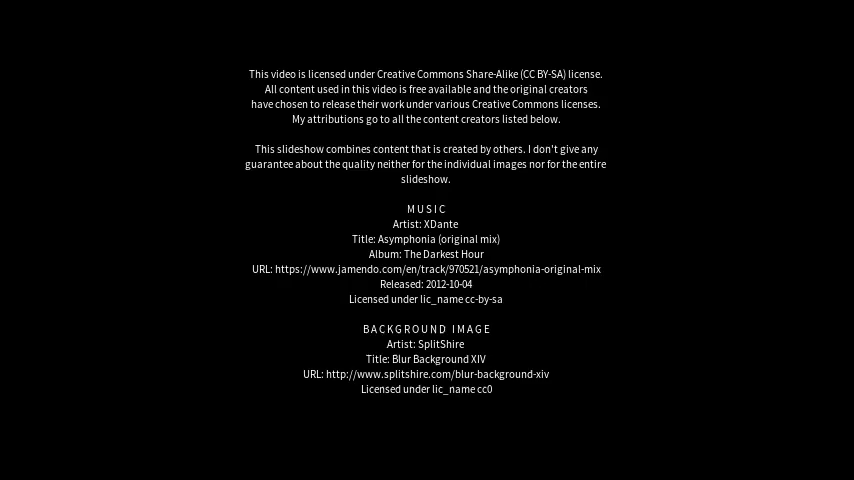 This video is licensed under Creative Commons Share-Alike (CC BY-SA) license.
All content used in this video is free available and the original creators
have chosen to release their work under various Creative Commons licenses.
My attributions go to all the content creators listed below.
This slideshow combines content that is created by others. I don't give any
guarantee about the quality neither for the individual images nor for the entire
slideshow.
MUSIC
Artist: XDante
Title: Asymphonia (original mix)
Album: The Darkest Hour
URL: https://www.jamendo.com/en/track/970521/asymphonia-original-mix
Released: 2012-10-04
Licensed under lic_name cc-by-sa
BACKGROUND IMAGE
Artist: SplitShire
Title: Blur Background XIV
URL: http://www.splitshire.com/blur-background-xiv
Licensed under lic_name cc0